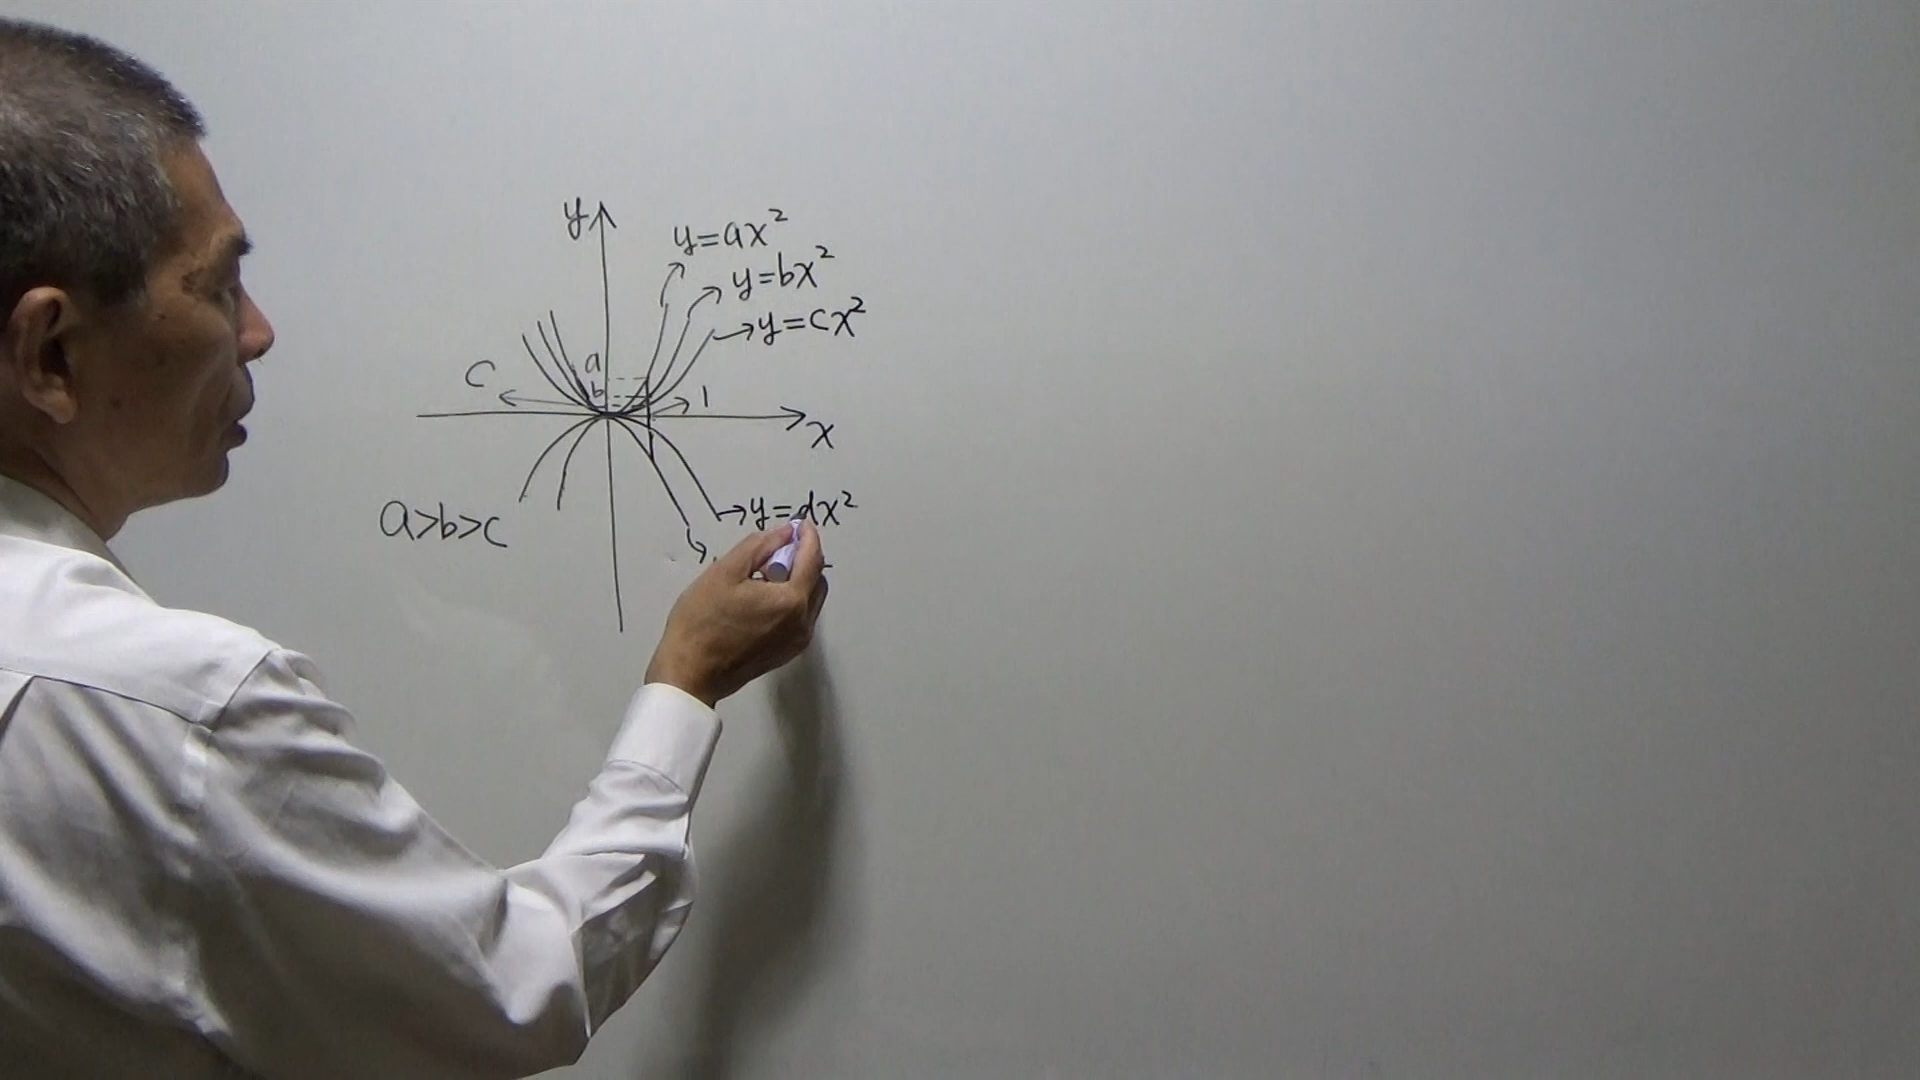 y
y=ax²
y=bx²
y=cx²
a
b
c
1
x
y=dx²
a>b>c